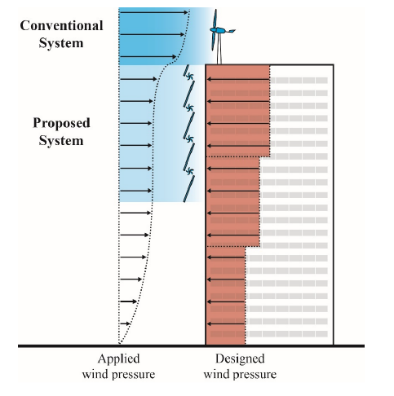 Conventional
System
Proposed
System
Applied
wind pressure
Designed
wind pressure